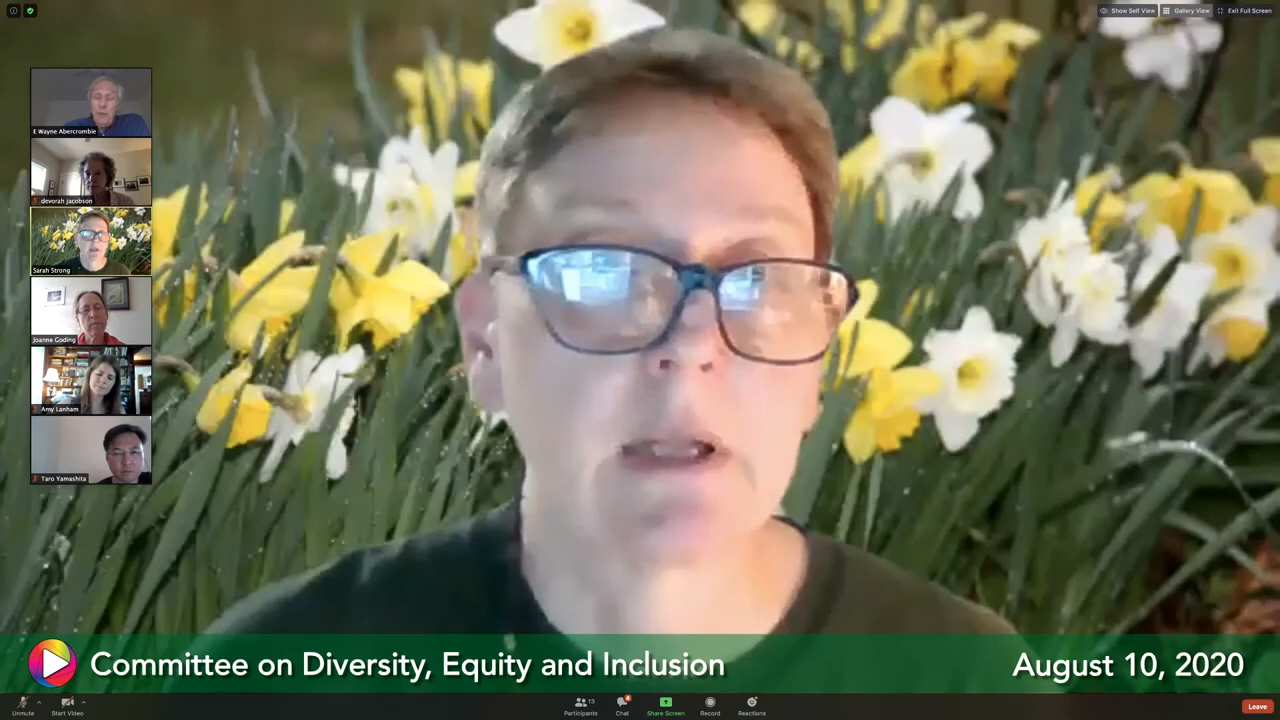 Show Self View
Gallery View
Exit Full Screen
E Wayne Abercrombie
devorah jacobson
Sarah Strong
Joanne Goding
Amy Lanham
Taro Yamashita
Committee on Diversity, Equity and Inclusion
August 10, 2020
Unmute
Start Video
Participants
13
Chat
4
Share Screen
Record
Reactions
Leave